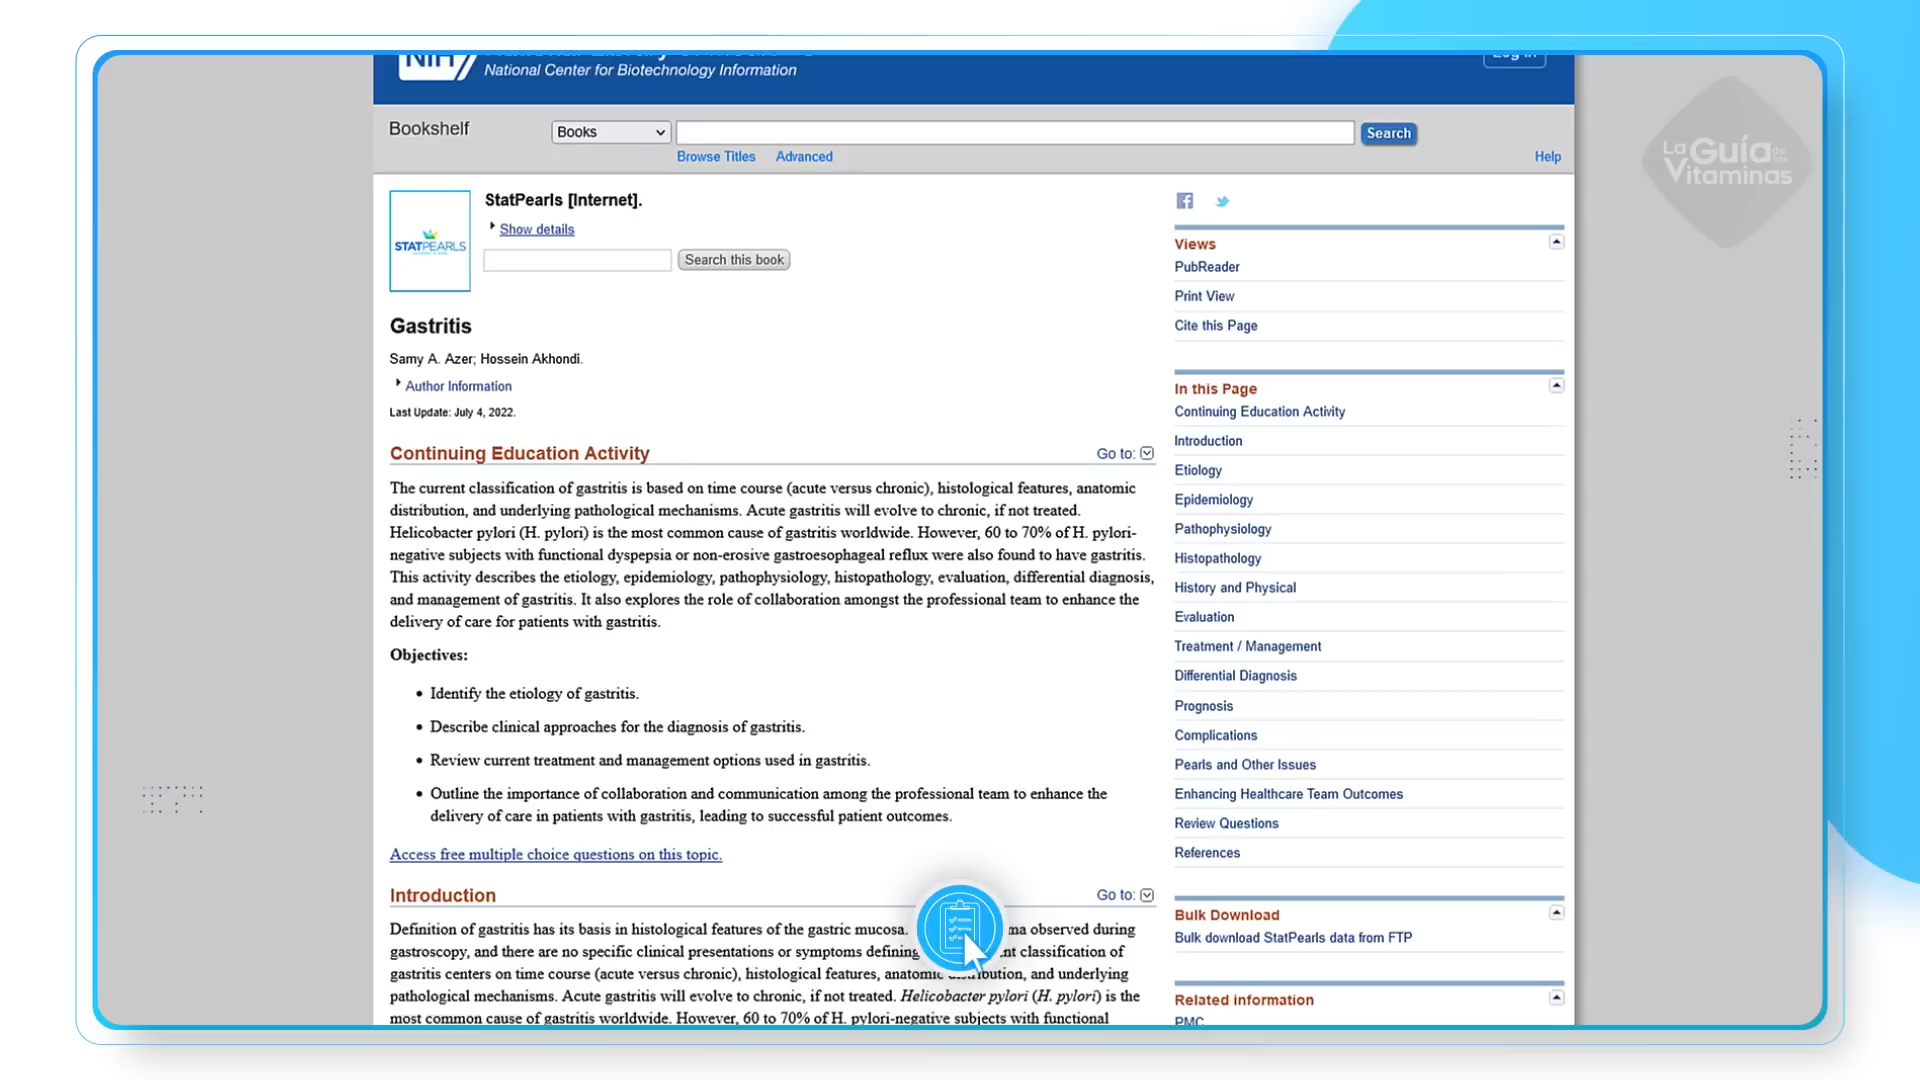 NIH
National Center for Biotechnology Information
Log in
Bookshelf
Books
Search
Browse Titles
Advanced
Help
La Guía de las Vitaminas
STATPEARLS
StatPearls [Internet].
Show details
Search this book
Gastritis
Samy A. Azer; Hossein Akhondi.
Author Information
Last Update: July 4, 2022.
Continuing Education Activity
Go to:
The current classification of gastritis is based on time course (acute versus chronic), histological features, anatomic
distribution, and underlying pathological mechanisms. Acute gastritis will evolve to chronic, if not treated.
Helicobacter pylori (H. pylori) is the most common cause of gastritis worldwide. However, 60 to 70% of H. pylori-
negative subjects with functional dyspepsia or non-erosive gastroesophageal reflux were also found to have gastritis.
This activity describes the etiology, epidemiology, pathophysiology, histopathology, evaluation, differential diagnosis,
and management of gastritis. It also explores the role of collaboration amongst the professional team to enhance the
delivery of care for patients with gastritis.
Objectives:
• Identify the etiology of gastritis.
• Describe clinical approaches for the diagnosis of gastritis.
• Review current treatment and management options used in gastritis.
• Outline the importance of collaboration and communication among the professional team to enhance the
delivery of care in patients with gastritis, leading to successful patient outcomes.
Access free multiple choice questions on this topic.
Introduction
Go to:
Definition of gastritis has its basis in histological features of the gastric mucosa. ma observed during
gastroscopy, and there are no specific clinical presentations or symptoms defining nt classification of
gastritis centers on time course (acute versus chronic), histological features, anatomic distribution, and underlying
pathological mechanisms. Acute gastritis will evolve to chronic, if not treated. Helicobacter pylori (H. pylori) is the
most common cause of gastritis worldwide. However, 60 to 70% of H. pylori-negative subjects with functional
Views
PubReader
Print View
Cite this Page
In this Page
Continuing Education Activity
Introduction
Etiology
Epidemiology
Pathophysiology
Histopathology
History and Physical
Evaluation
Treatment / Management
Differential Diagnosis
Prognosis
Complications
Pearls and Other Issues
Enhancing Healthcare Team Outcomes
Review Questions
References
Bulk Download
Bulk download StatPearls data from FTP
Related information
PMC